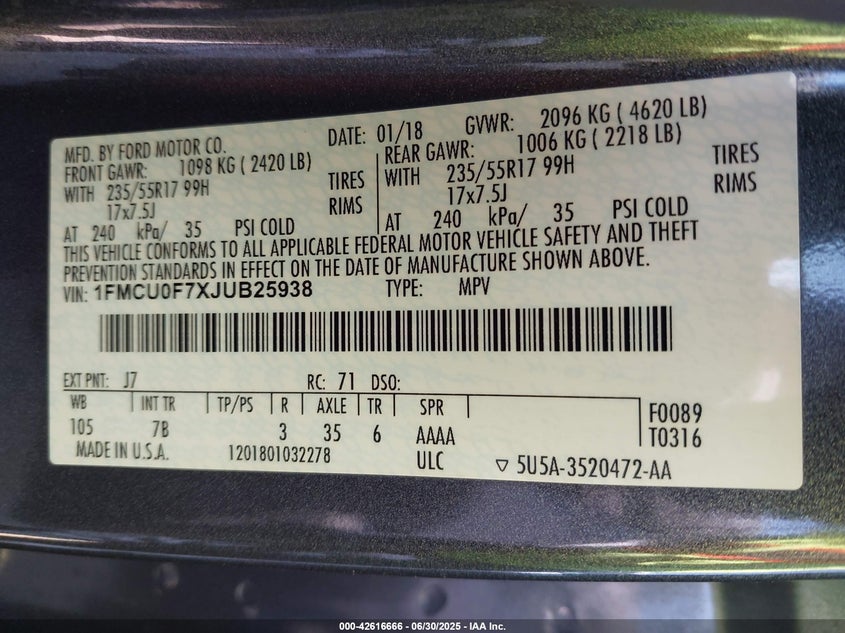 MFD. BY FORD MOTOR CO. DATE: 01/18 GVWR: 2096 KG ( 4620 LB)
FRONT GAWR: 1098 KG ( 2420 LB) REAR GAWR: 1006 KG ( 2218 LB)
WITH 235/55R17 99H TIRES WITH 235/55R17 99H TIRES
17x7.5J RIMS 17x7.5J RIMS
AT 240 kPa/ 35 PSI COLD AT 240 kPa/ 35 PSI COLD
THIS VEHICLE CONFORMS TO ALL APPLICABLE FEDERAL MOTOR VEHICLE SAFETY AND THEFT
PREVENTION STANDARDS IN EFFECT ON THE DATE OF MANUFACTURE SHOWN ABOVE.
VIN: 1FMCU0F7XJUB25938 TYPE: MPV
EXT PNT: J7 RC: 71 DSO:
WB INT TR TP/PS R AXLE TR SPR F0089
105 7B 3 35 6 AAAA T0316
MADE IN U.S.A. 1201801032278 ULC ▽ 5U5A-3520472-AA
000-42616666 - 06/30/2025 - IAA Inc.